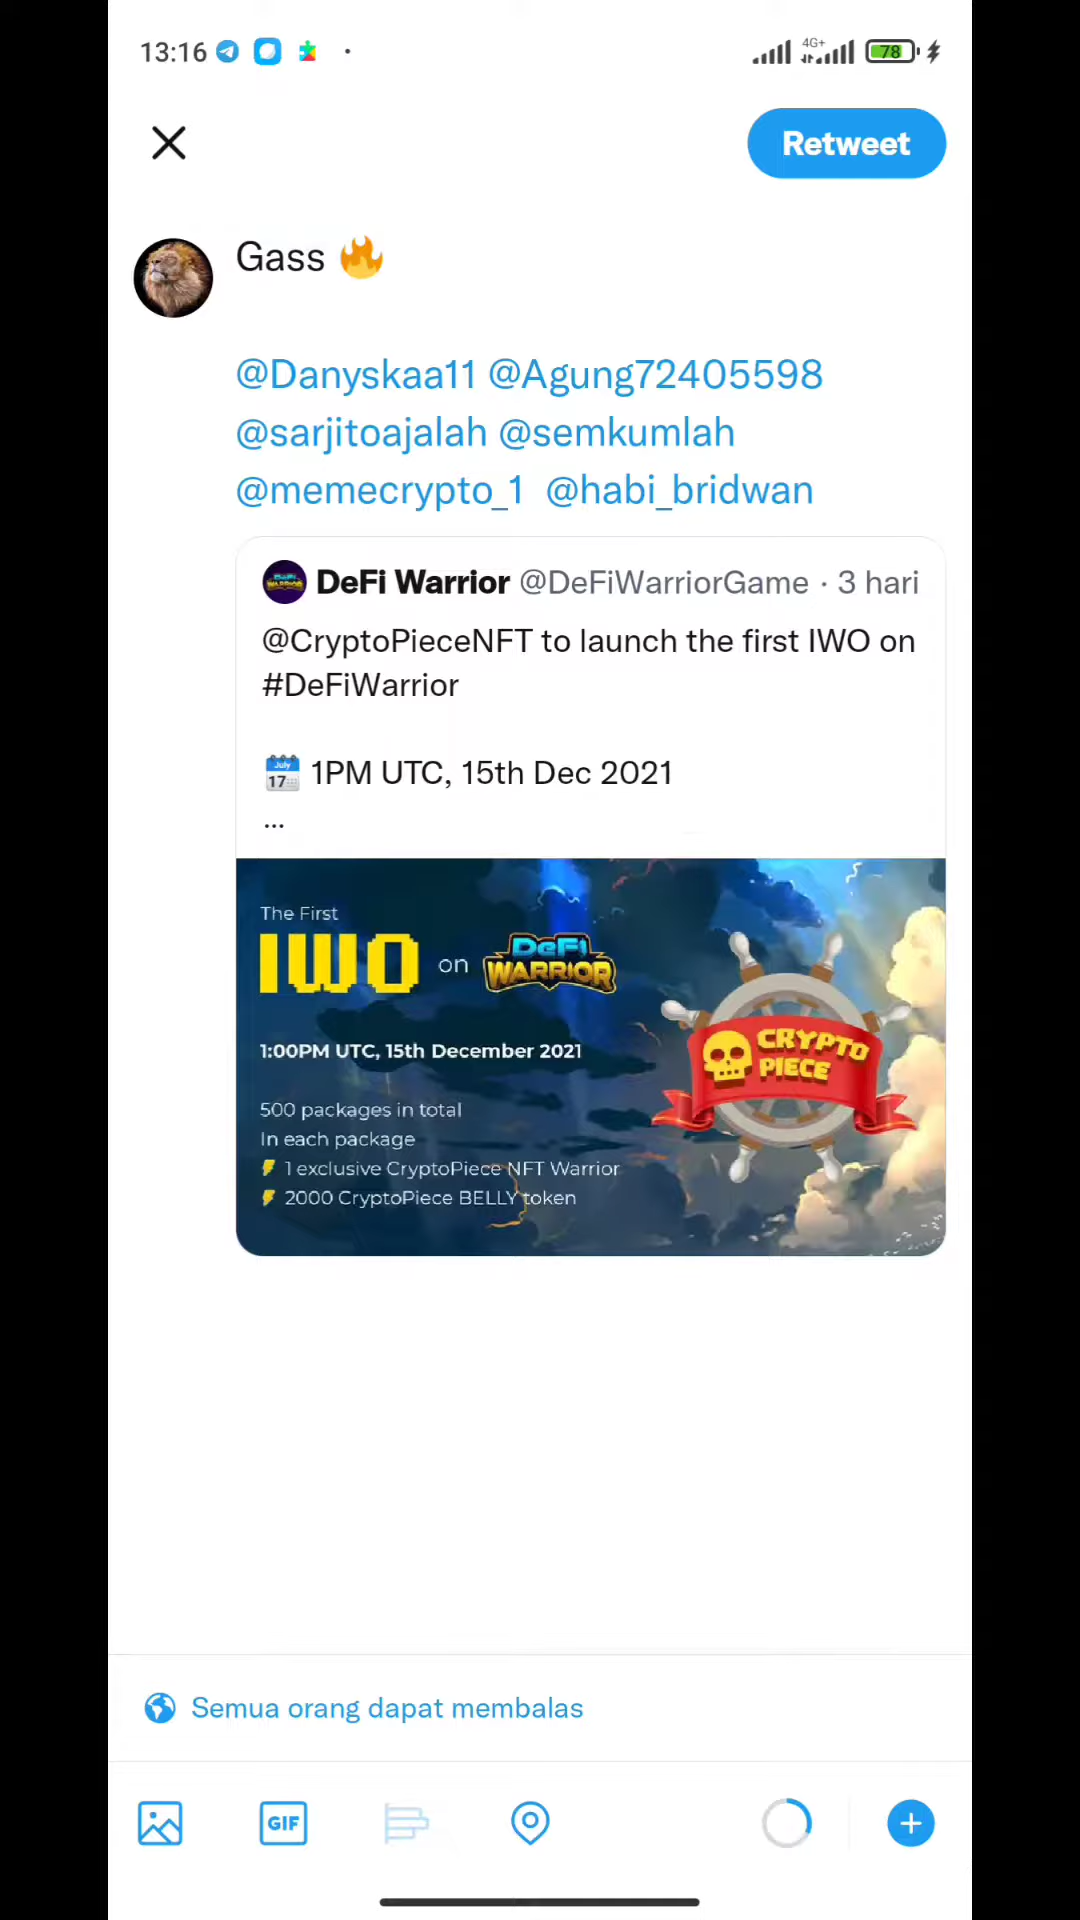 13:16 4G+ 78
Retweet
Gass 🔥
@Danyskaa11 @Agung72405598
@sarjitoajalah @semkumlah
@memecrypto_1 @habi_bridwan
DeFi Warrior @DeFiWarriorGame · 3 hari
@CryptoPieceNFT to launch the first IWO on
#DeFiWarrior
📅 1PM UTC, 15th Dec 2021
...
The First
IWO on DeFi WARRIOR
1:00PM UTC, 15th December 2021
500 packages in total
In each package
⚡ 1 exclusive CryptoPiece NFT Warrior
⚡ 2000 CryptoPiece BELLY token
CRYPTO
PIECE
Semua orang dapat membalas
GIF